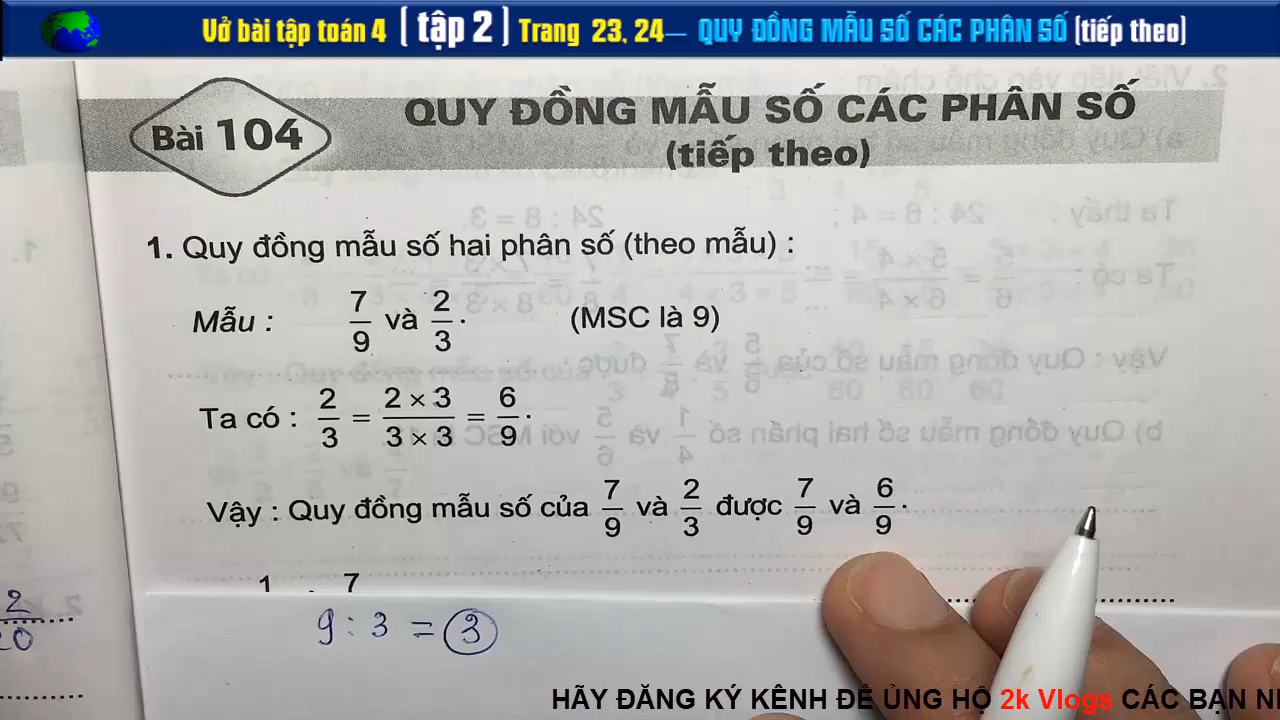 Vở bài tập toán 4 ( tập 2 ) Trang 23, 24– QUY ĐỒNG MẪU SỐ CÁC PHÂN SỐ (tiếp theo)
Bài 104
QUY ĐỒNG MẪU SỐ CÁC PHÂN SỐ
(tiếp theo)
1. Quy đồng mẫu số hai phân số (theo mẫu) :
Mẫu : 7/9 và 2/3. (MSC là 9)
Ta có : 2/3 = 2 × 3/3 × 3 = 6/9.
Vậy : Quy đồng mẫu số của 7/9 và 2/3 được 7/9 và 6/9.
1 7
9 : 3 = 3
2/20
HÃY ĐĂNG KÝ KÊNH ĐỂ ỦNG HỘ 2k Vlogs CÁC BẠN